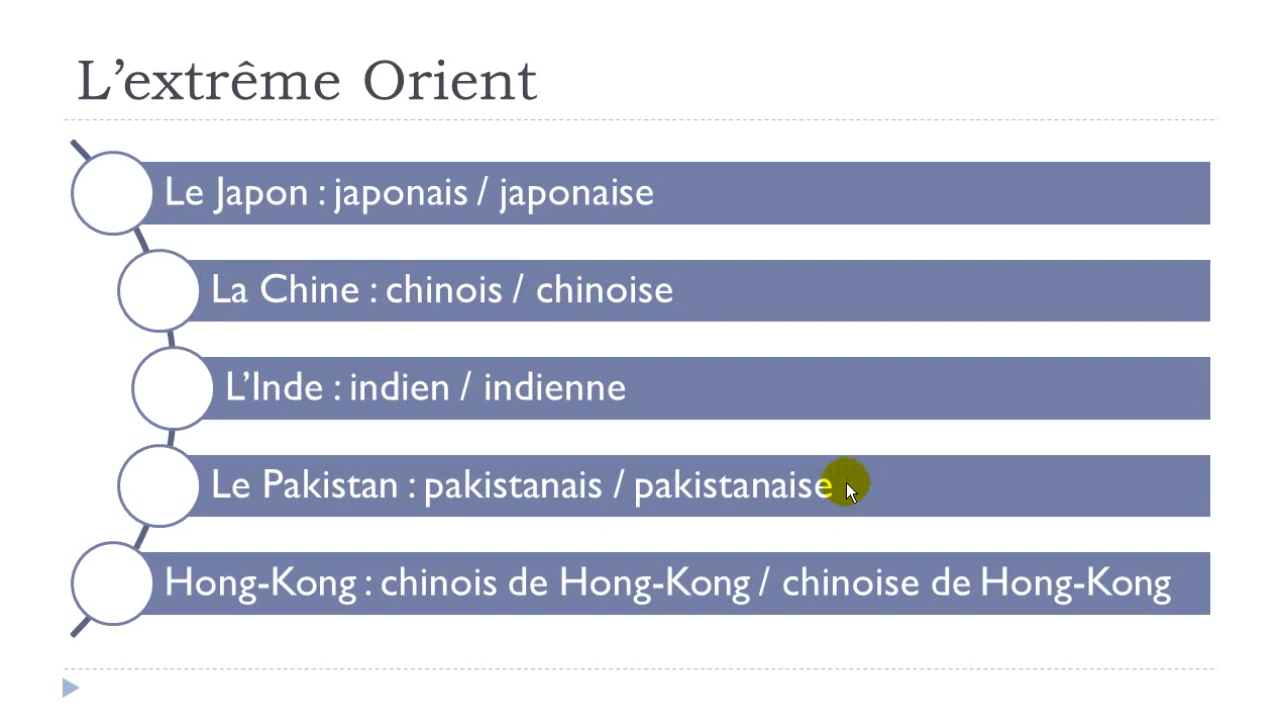 L’extrême Orient
Le Japon : japonais / japonaise
La Chine : chinois / chinoise
L’Inde : indien / indienne
Le Pakistan : pakistanais / pakistanaise
Hong-Kong : chinois de Hong-Kong / chinoise de Hong-Kong